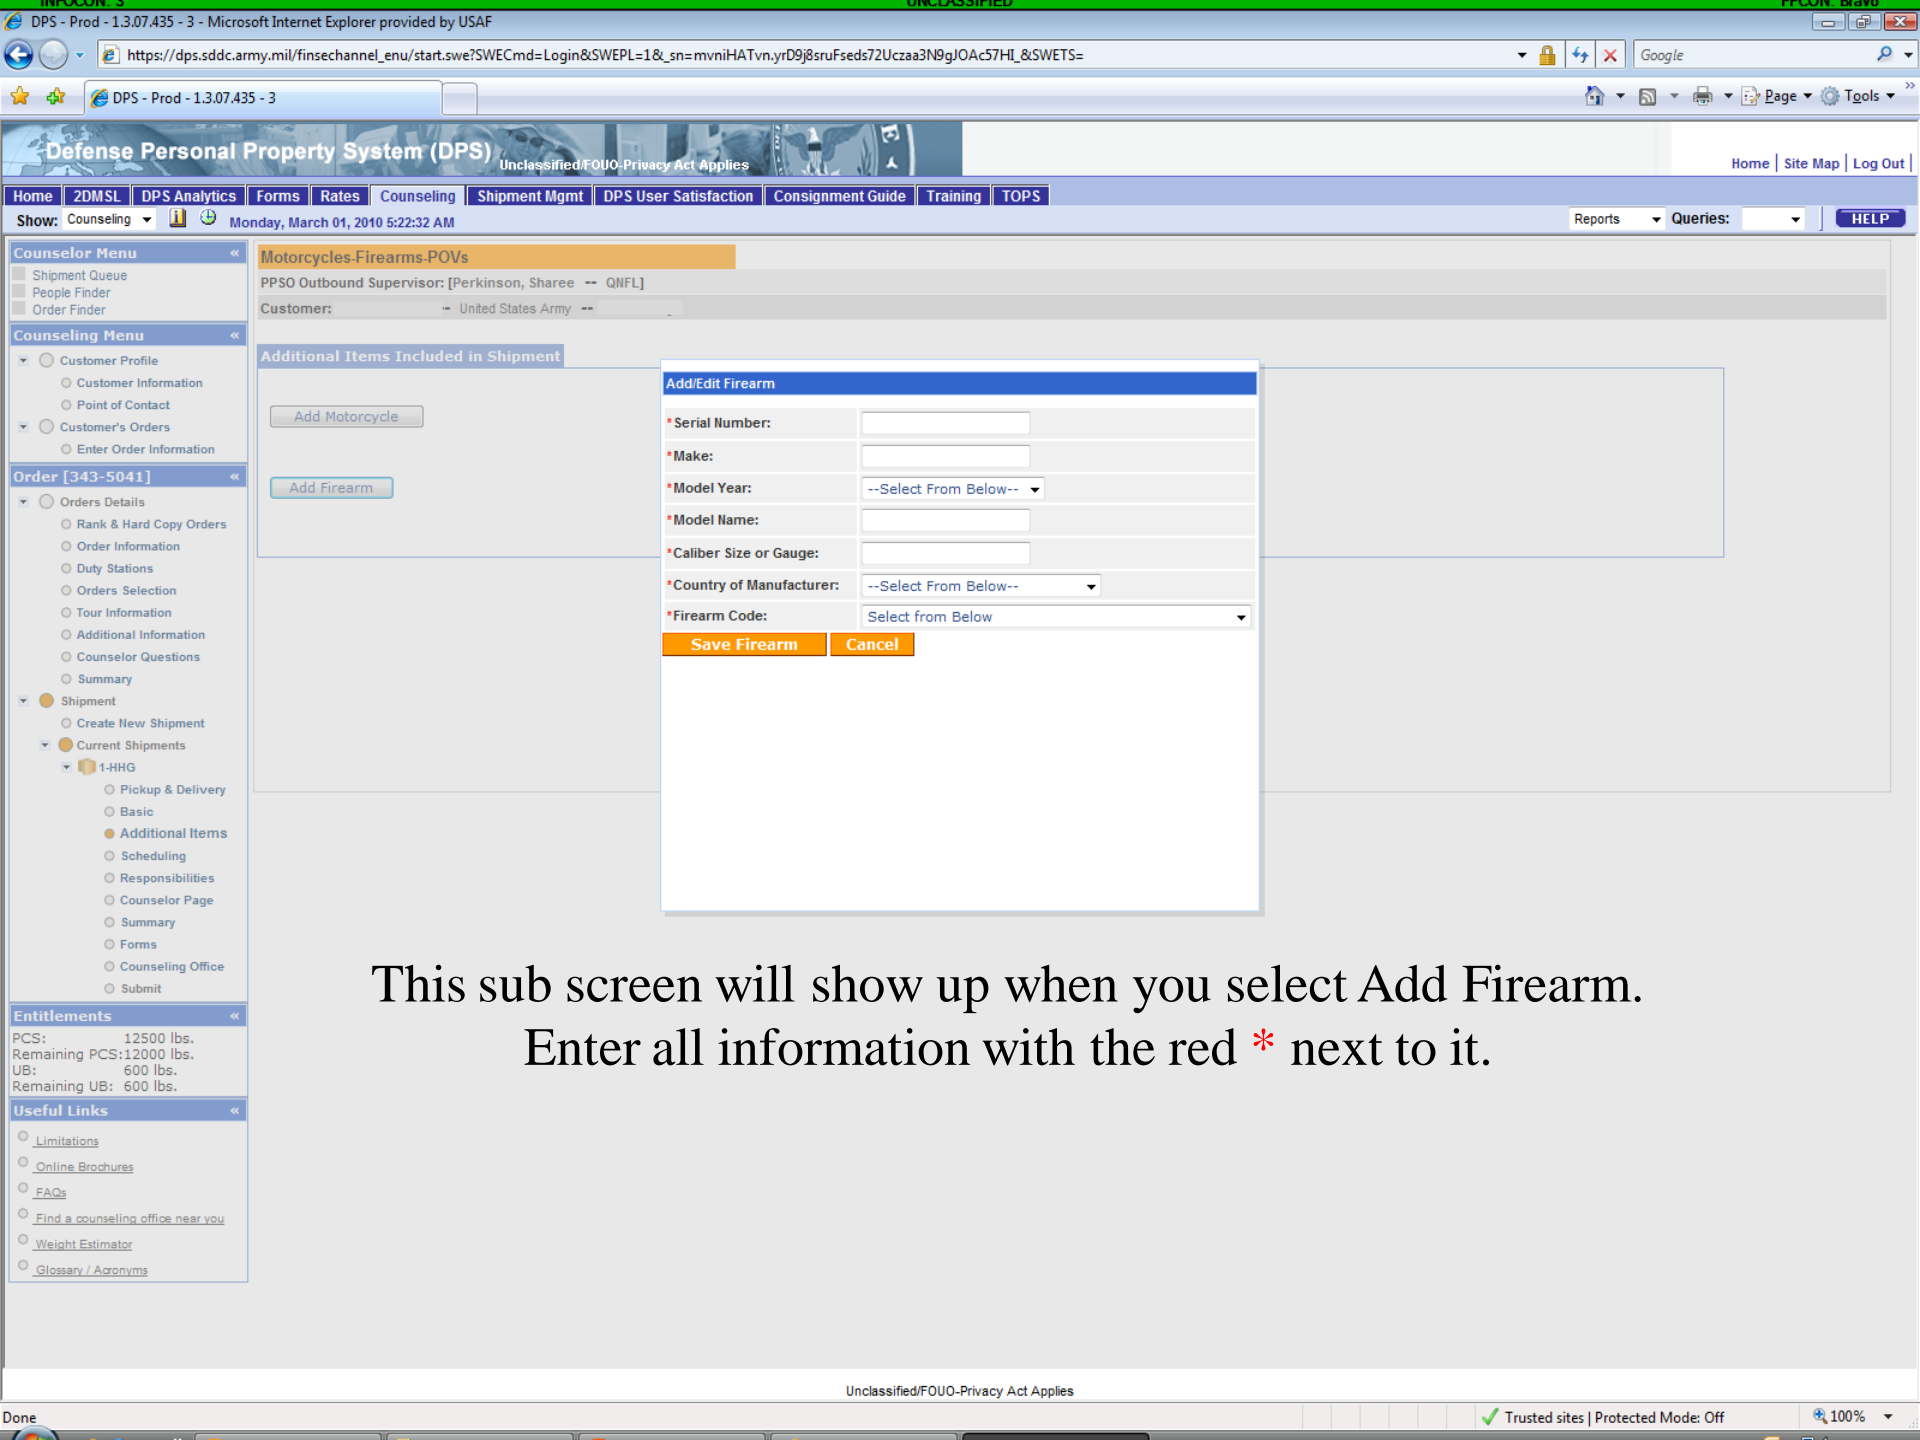 INFOCON: 3 UNCLASSIFIED FPCON: Bravo
DPS - Prod - 1.3.07.435 - 3 - Microsoft Internet Explorer provided by USAF
https://dps.sddc.army.mil/finsechannel_enu/start.swe?SWECmd=Login&SWEPL=1&_sn=mvniHATvn.yrD9j8sruFseds72Uczaa3N9gJOAc57HI_&SWETS=
Google
DPS - Prod - 1.3.07.435 - 3
Page Tools
Defense Personal Property System (DPS) Unclassified/FOUO-Privacy Act Applies
Home | Site Map | Log Out |
Home 2DMSL DPS Analytics Forms Rates Counseling Shipment Mgmt DPS User Satisfaction Consignment Guide Training TOPS
Show: Counseling Monday, March 01, 2010 5:22:32 AM Reports Queries: HELP
Counselor Menu
Shipment Queue
People Finder
Order Finder
Counseling Menu
Customer Profile
Customer Information
Point of Contact
Customer's Orders
Enter Order Information
Order [343-5041]
Orders Details
Rank & Hard Copy Orders
Order Information
Duty Stations
Orders Selection
Tour Information
Additional Information
Counselor Questions
Summary
Shipment
Create New Shipment
Current Shipments
1-HHG
Pickup & Delivery
Basic
Additional Items
Scheduling
Responsibilities
Counselor Page
Summary
Forms
Counseling Office
Submit
Entitlements
PCS: 12500 lbs.
Remaining PCS:12000 lbs.
UB: 600 lbs.
Remaining UB: 600 lbs.
Useful Links
Limitations
Online Brochures
FAQs
Find a counseling office near you
Weight Estimator
Glossary / Acronyms
Motorcycles-Firearms-POVs
PPSO Outbound Supervisor: [Perkinson, Sharee -- QNFL]
Customer: -- United States Army --
Additional Items Included in Shipment
Add Motorcycle
Add Firearm
Add/Edit Firearm
*Serial Number:
*Make:
*Model Year: --Select From Below--
*Model Name:
*Caliber Size or Gauge:
*Country of Manufacturer: --Select From Below--
*Firearm Code: Select from Below
Save Firearm Cancel
This sub screen will show up when you select Add Firearm.
Enter all information with the red * next to it.
Unclassified/FOUO-Privacy Act Applies
Done Trusted sites | Protected Mode: Off 100%